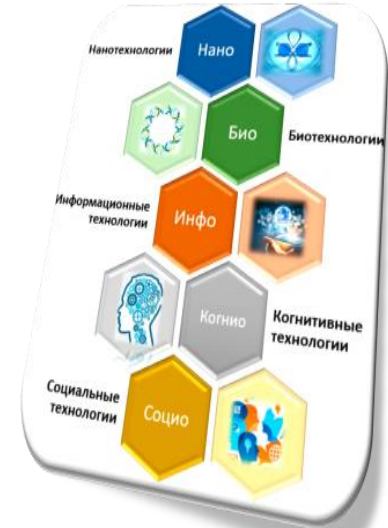 Нанотехнологии
Нано
Био
Биотехнологии
Информационные
технологии
Инфо
Когнио
Когнитивные
технологии
Социальные
технологии
Социо